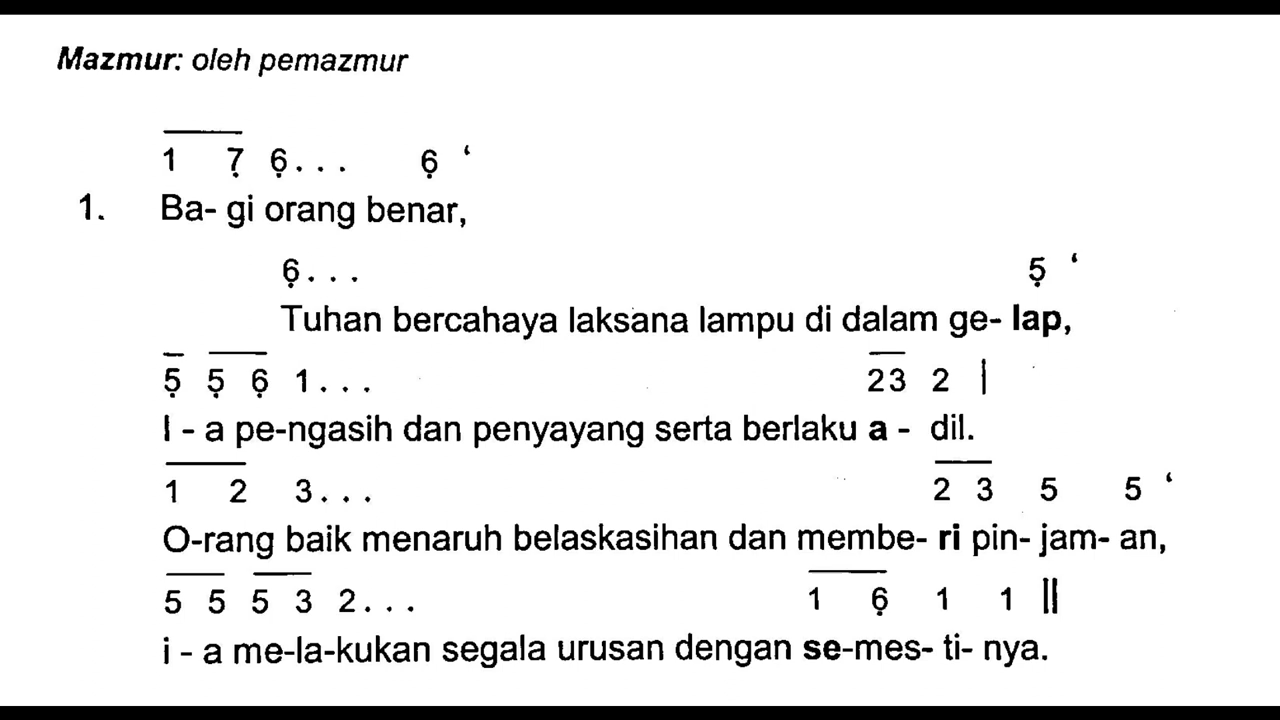 Mazmur: oleh pemazmur
1 7̣ 6̣... 6̣ ‘
1. Ba- gi orang benar,
6̣... 5̣ ‘
Tuhan bercahaya laksana lampu di dalam ge- lap,
5̣ 5̣ 6̣ 1... 23 2 |
I - a pe-ngasih dan penyayang serta berlaku a - dil.
1 2 3... 2 3 5 5 ‘
O-rang baik menaruh belaskasihan dan membe- ri pin- jam- an,
5 5 5 3 2... 1 6̣ 1 1 ||
i - a me-la-kukan segala urusan dengan se-mes- ti- nya.